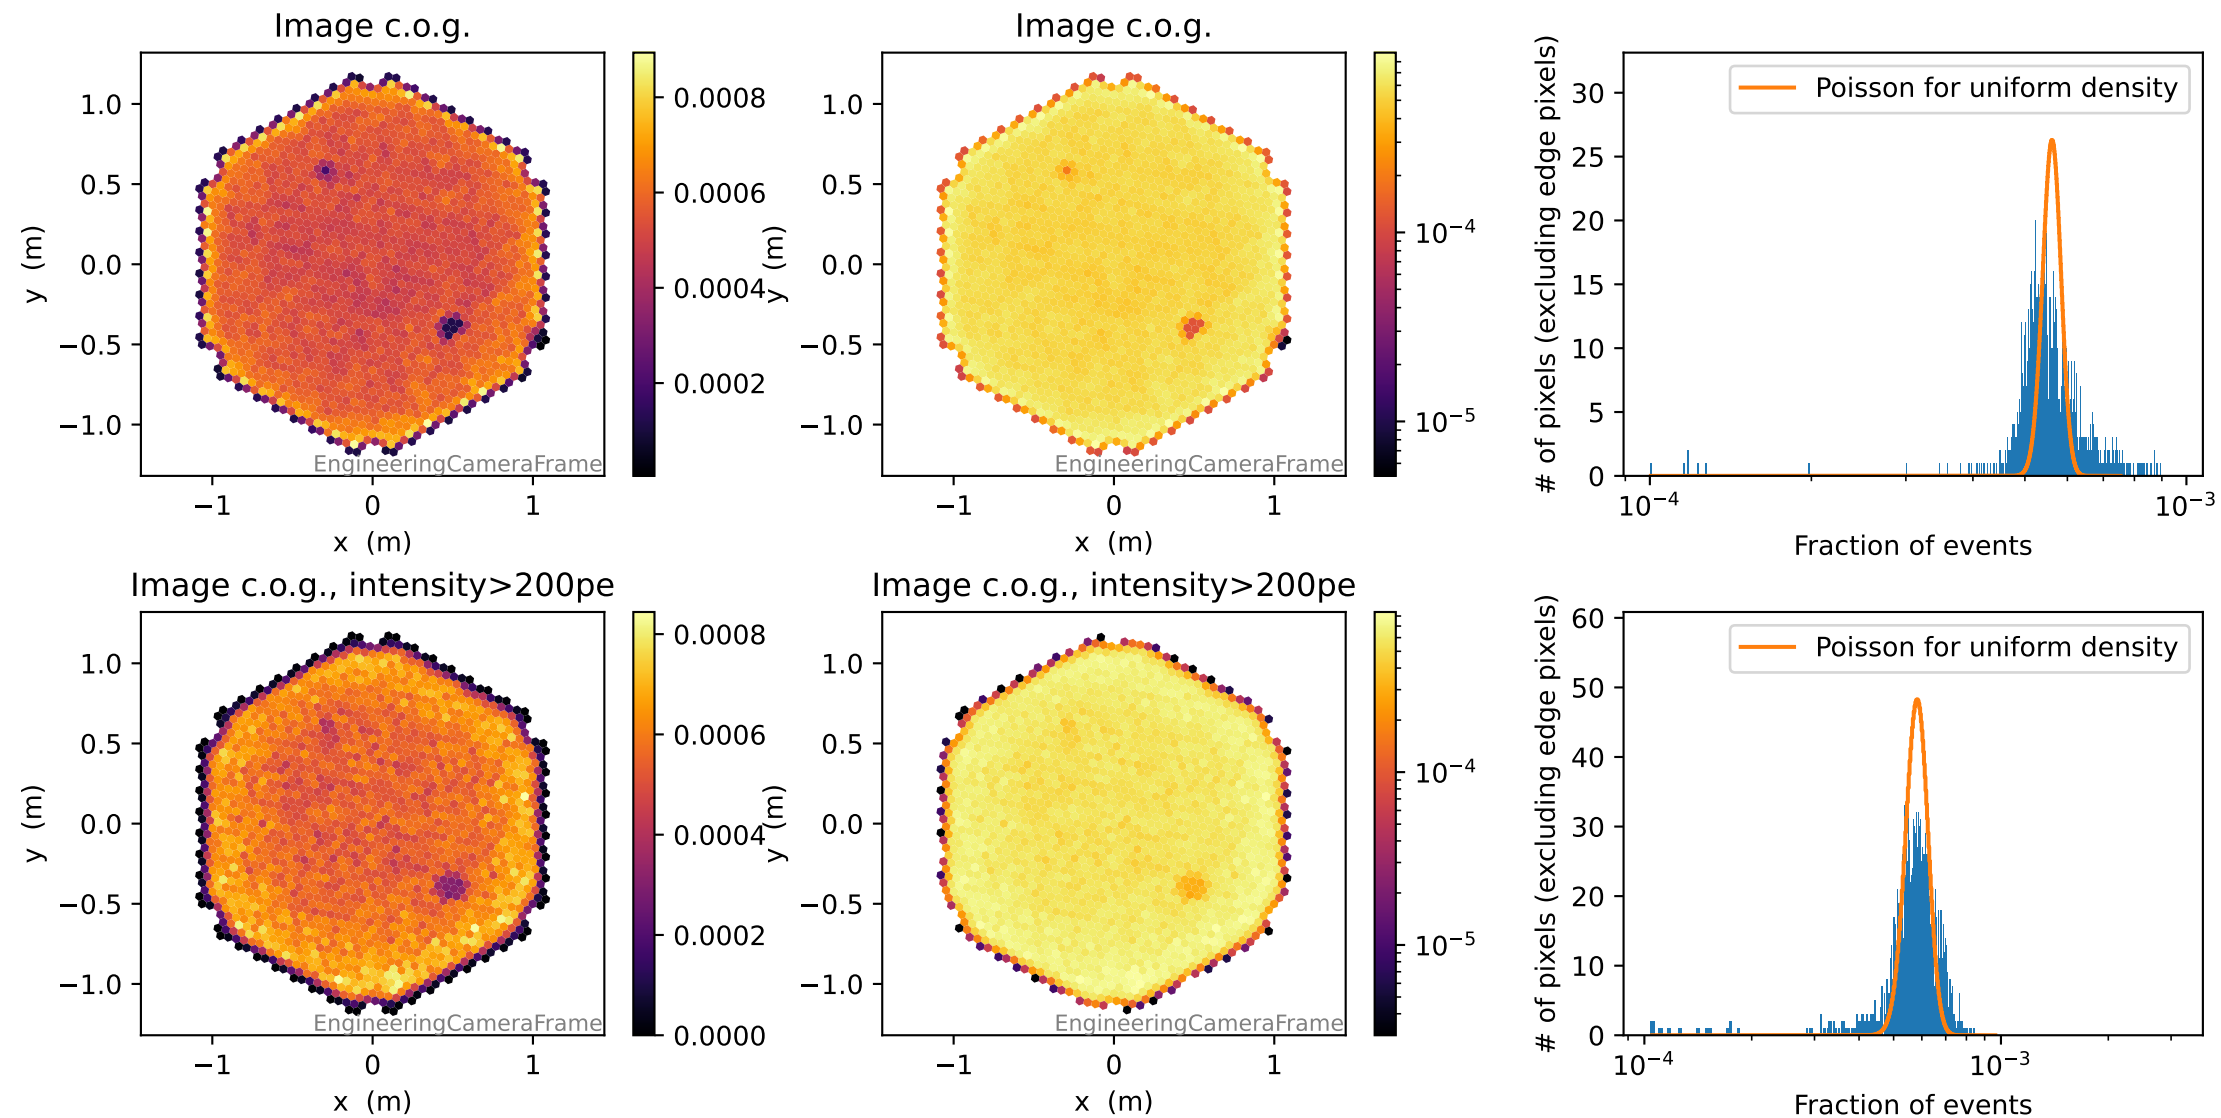 Image c.o.g.
y (m)
1.0
0.5
0.0
−0.5
−1.0
−1
0
1
x (m)
EngineeringCameraFrame
0.0008
0.0006
0.0004
0.0002
Image c.o.g.
y (m)
1.0
0.5
0.0
−0.5
−1.0
−1
0
1
x (m)
EngineeringCameraFrame
10⁻⁴
10⁻⁵
# of pixels (excluding edge pixels)
30
25
20
15
10
5
0
Poisson for uniform density
10⁻⁴
10⁻³
Fraction of events
Image c.o.g., intensity>200pe
y (m)
1.0
0.5
0.0
−0.5
−1.0
−1
0
1
x (m)
EngineeringCameraFrame
0.0008
0.0006
0.0004
0.0002
0.0000
Image c.o.g., intensity>200pe
y (m)
1.0
0.5
0.0
−0.5
−1.0
−1
0
1
x (m)
EngineeringCameraFrame
10⁻⁴
10⁻⁵
# of pixels (excluding edge pixels)
60
50
40
30
20
10
0
Poisson for uniform density
10⁻⁴
10⁻³
Fraction of events